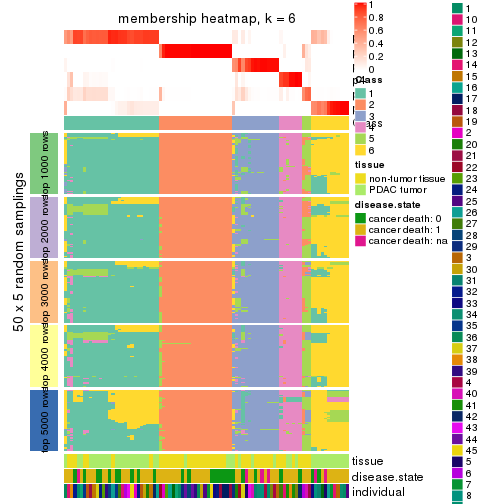 membership heatmap, k = 6
50 x 5 random samplings
top 1000 rows
top 2000 rows
top 3000 rows
top 4000 rows
top 5000 rows
1
0.8
0.6
0.4
0.2
0
Class
Class
1
2
3
4
5
6
tissue
non-tumor tissue
PDAC tumor
disease.state
cancer death: 0
cancer death: 1
cancer death: na
tissue
disease.state
individual
1
10
11
12
13
14
15
16
17
18
19
2
20
21
22
23
24
25
26
27
28
29
3
30
31
32
33
34
35
36
37
38
39
4
40
41
42
43
44
45
5
6
7
8